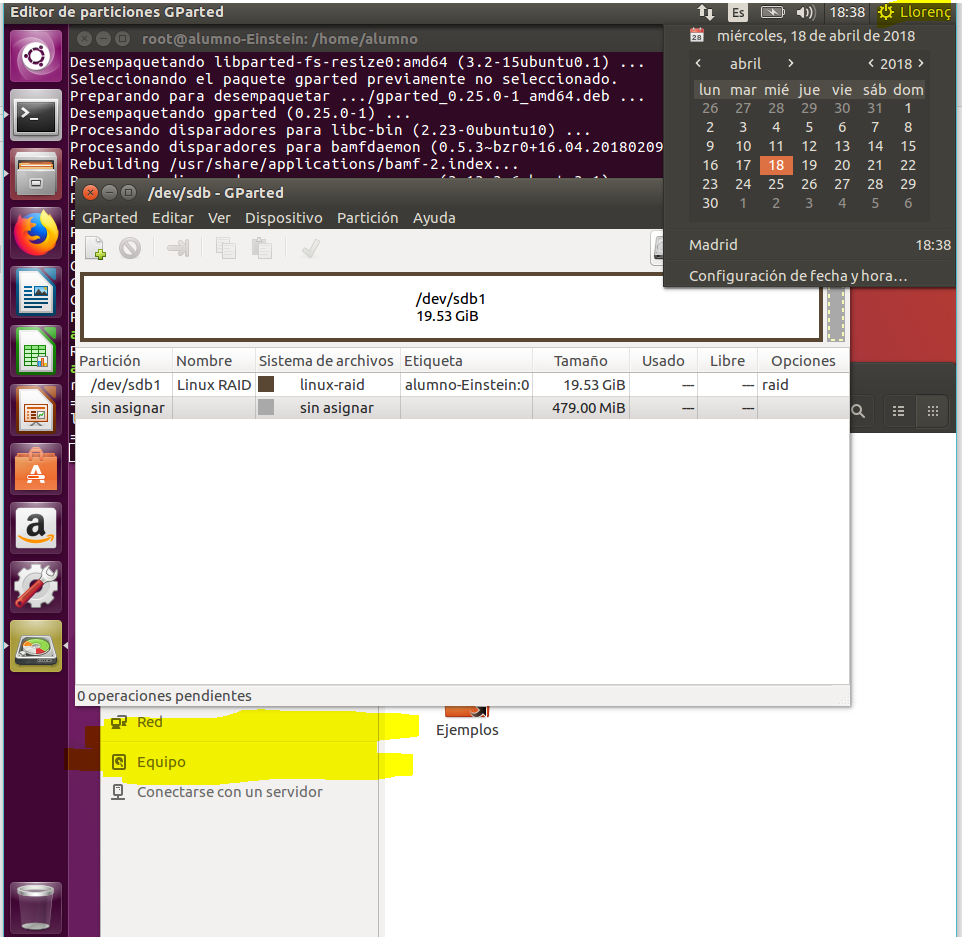 Editor de particiones GParted
Es
18:38
Llorenç
root@alumno-Einstein: /home/alumno
Desempaquetando libparted-fs-resize0:amd64 (3.2-15ubuntu0.1) ...
Seleccionando el paquete gparted previamente no seleccionado.
Preparando para desempaquetar .../gparted_0.25.0-1_amd64.deb ...
Desempaquetando gparted (0.25.0-1) ...
Procesando disparadores para libc-bin (2.23-0ubuntu10) ...
Procesando disparadores para bamfdaemon (0.5.3~bzr0+16.04.20180209
Rebuilding /usr/share/applications/bamf-2.index...
28 miércoles, 18 de abril de 2018
abril 2018
lun mar mié jue vie sáb dom
26 27 28 29 30 31 1
2 3 4 5 6 7 8
9 10 11 12 13 14 15
16 17 18 19 20 21 22
23 24 25 26 27 28 29
30 1 2 3 4 5 6
Madrid 18:38
Configuración de fecha y hora...
/dev/sdb - GParted
GParted Editar Ver Dispositivo Partición Ayuda
/dev/sdb1
19.53 GiB
Partición Nombre Sistema de archivos Etiqueta Tamaño Usado Libre Opciones
/dev/sdb1 Linux RAID linux-raid alumno-Einstein:0 19.53 GiB --- --- raid
sin asignar sin asignar 479.00 MiB --- ---
0 operaciones pendientes
Red
Equipo
Conectarse con un servidor
Ejemplos